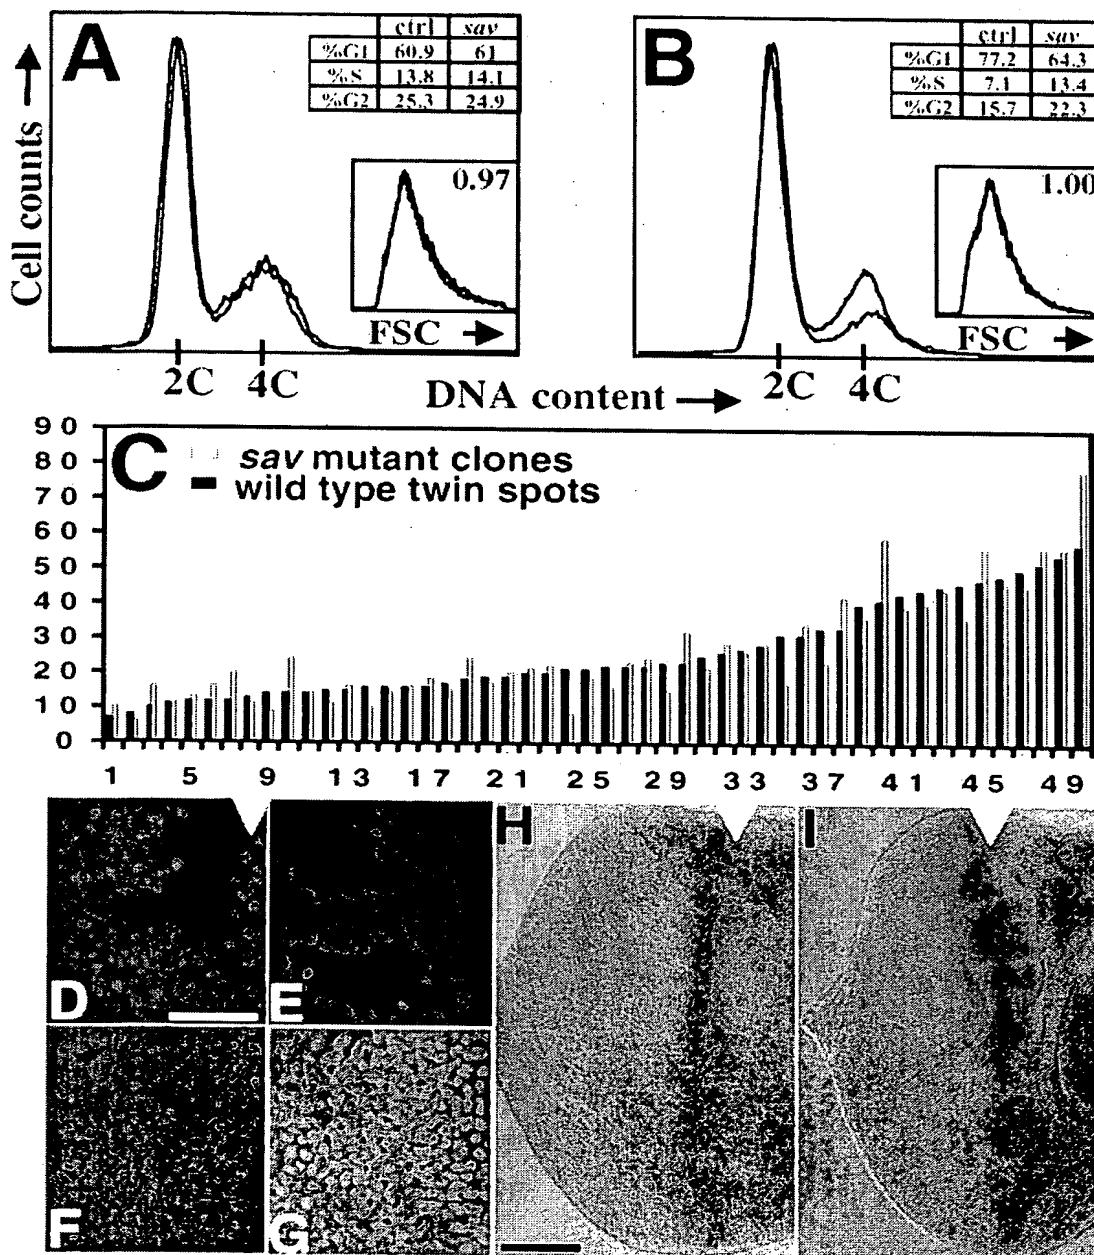 A
ctrl sav
%G1 60.9 61
%S 13.8 14.1
%G2 25.3 24.9
0.97
FSC
2C 4C
Cell counts
B
ctrl sav
%G1 77.2 64.3
%S 7.1 13.4
%G2 15.7 22.3
1.00
FSC
2C 4C
DNA content
C
sav mutant clones
wild type twin spots
90
80
70
60
50
40
30
20
10
0
1 5 9 13 17 21 25 29 33 37 41 45 49
D
E
F
G
H
I